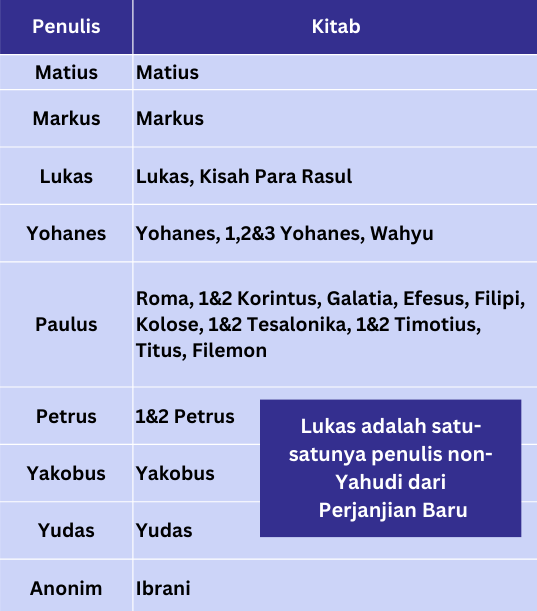 Penulis Kitab
Matius Matius
Markus Markus
Lukas Lukas, Kisah Para Rasul
Yohanes Yohanes, 1,2&3 Yohanes, Wahyu
Paulus Roma, 1&2 Korintus, Galatia, Efesus, Filipi,
Kolose, 1&2 Tesalonika, 1&2 Timotius,
Titus, Filemon
Petrus 1&2 Petrus
Yakobus Yakobus
Yudas Yudas
Anonim Ibrani
Lukas adalah satu-
satunya penulis non-
Yahudi dari
Perjanjian Baru